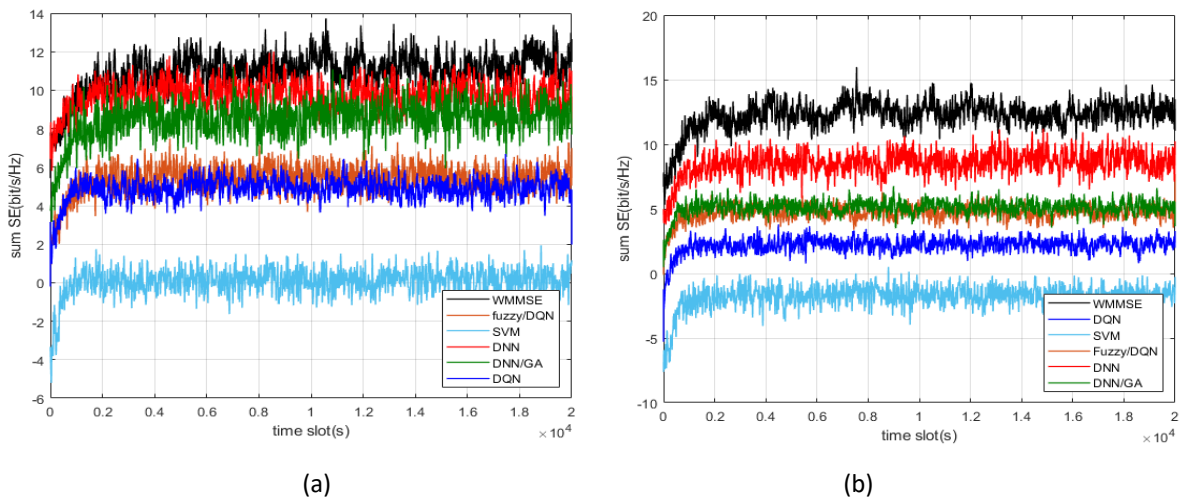 14
12
10
8
6
4
2
0
-2
-4
-6
sum SE(bit/s/Hz)
WMMSE
fuzzy/DQN
SVM
DNN
DNN/GA
DQN
0 0.2 0.4 0.6 0.8 1 1.2 1.4 1.6 1.8 2
time slot(s)
× 10^4
(a)
20
15
10
5
0
-5
-10
sum SE(bit/s/Hz)
WMMSE
DQN
SVM
Fuzzy/DQN
DNN
DNN/GA
0 0.2 0.4 0.6 0.8 1 1.2 1.4 1.6 1.8 2
time slot(s)
× 10^4
(b)